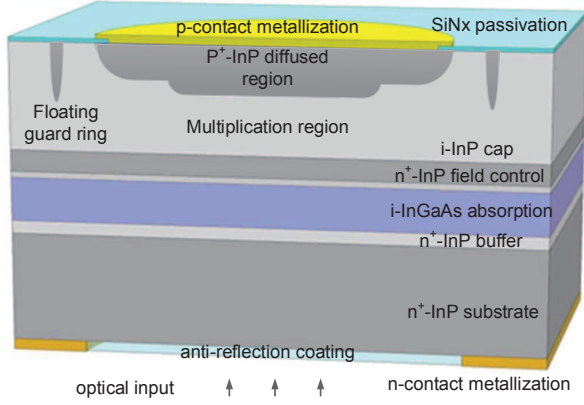 p-contact metallization
SiNx passivation
P⁺-InP diffused
region
Floating
guard ring
Multiplication region
i-InP cap
n⁺-InP field control
i-InGaAs absorption
n⁺-InP buffer
n⁺-InP substrate
anti-reflection coating
optical input
n-contact metallization